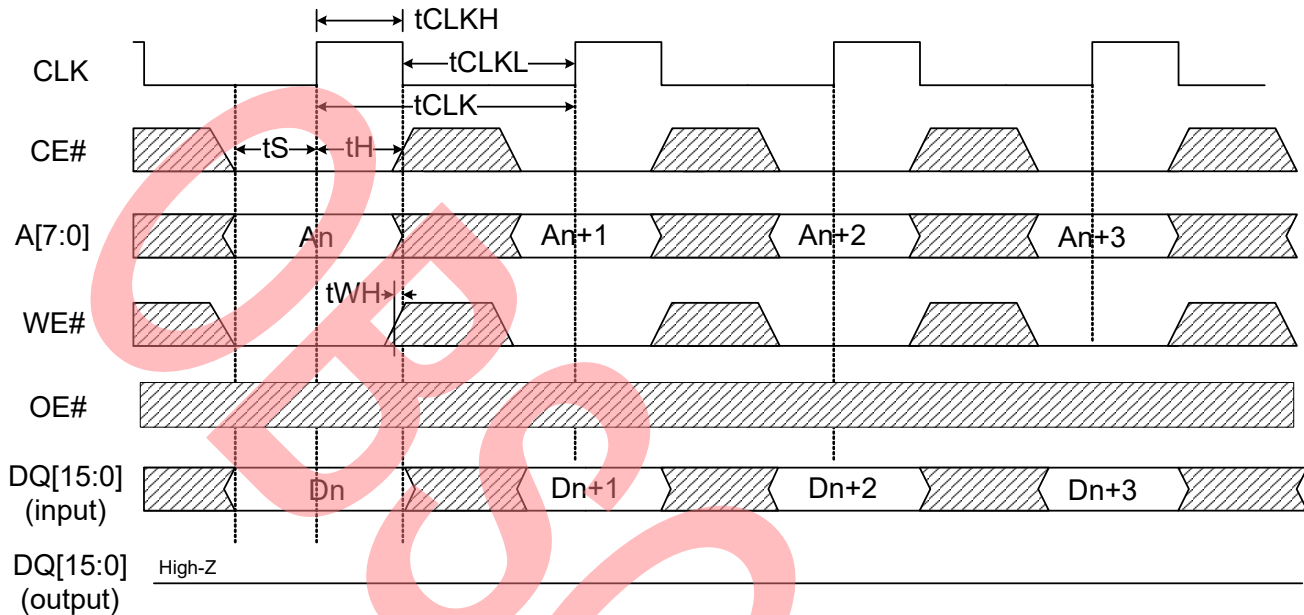 tCLKH
CLK
tCLKL
tCLK
CE#
tS
tH
A[7:0]
An
An+1
An+2
An+3
tWH
WE#
OE#
DQ[15:0]
(input)
Dn
Dn+1
Dn+2
Dn+3
DQ[15:0]
(output)
High-Z
OBSO